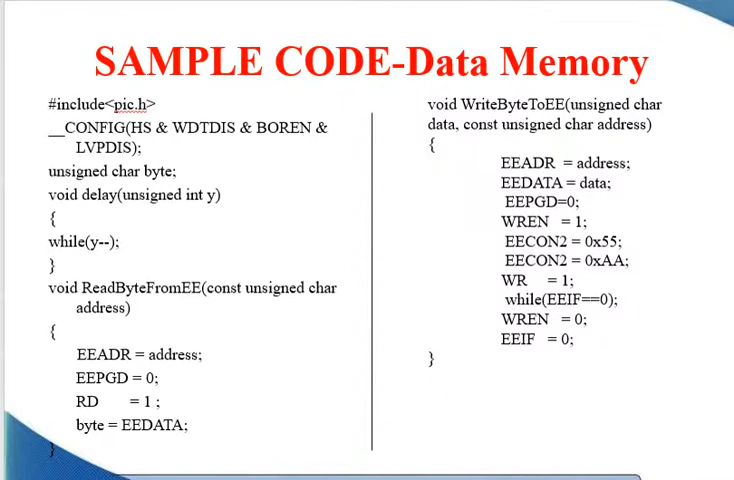 SAMPLE CODE-Data Memory
#include<pic.h>
__CONFIG(HS & WDTDIS & BOREN &
LVPDIS);
unsigned char byte;
void delay(unsigned int y)
{
while(y--);
}
void ReadByteFromEE(const unsigned char
address)
{
EEADR = address;
EEPGD = 0;
RD = 1 ;
byte = EEDATA;
}
void WriteByteToEE(unsigned char
data, const unsigned char address)
{
EEADR = address;
EEDATA = data;
EEPGD=0;
WREN = 1;
EECON2 = 0x55;
EECON2 = 0xAA;
WR = 1;
while(EEIF==0);
WREN = 0;
EEIF = 0;
}